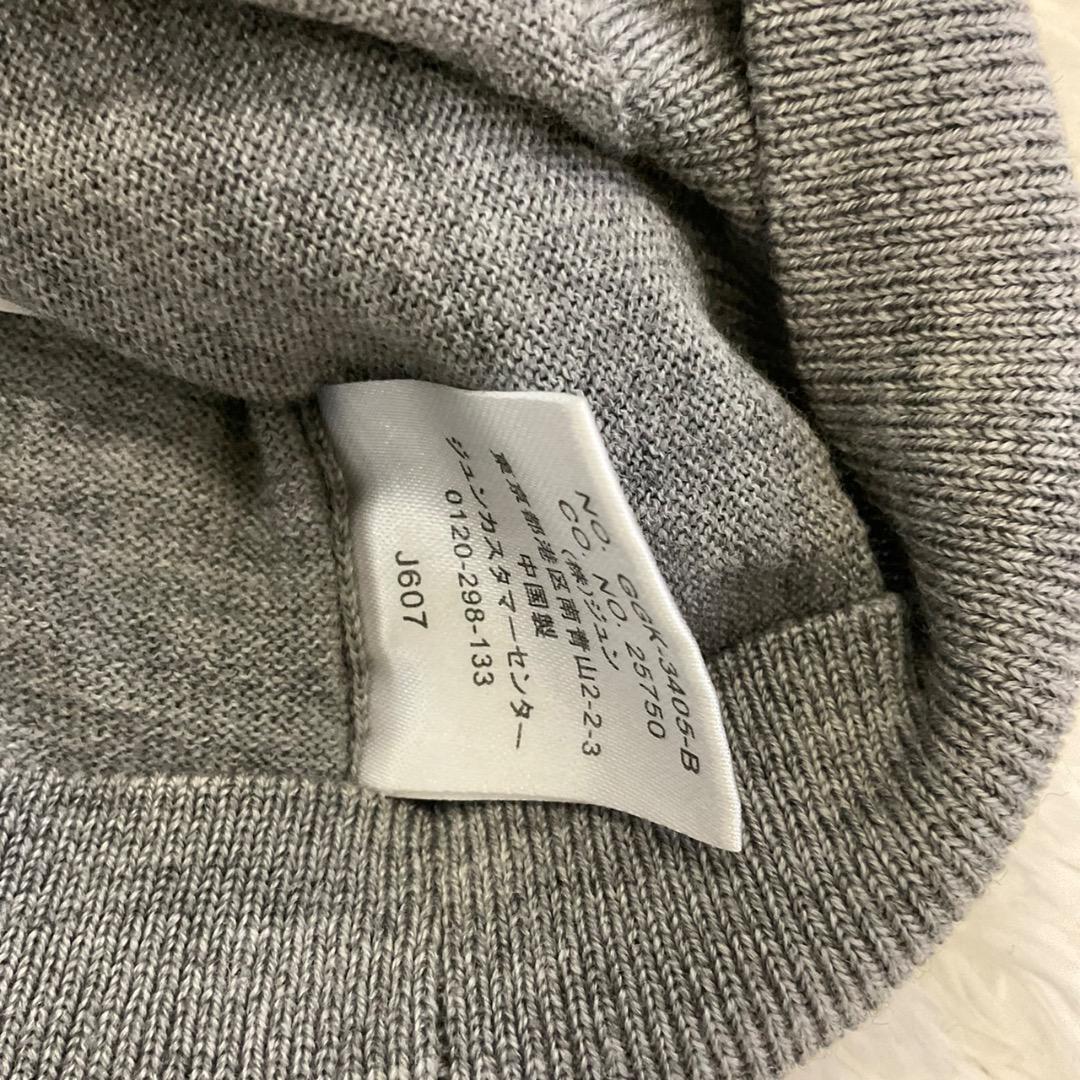 NO. GGK-3405-B
NO. 25750
CO.(株)ジュン
東京都港区南青山2-2-3
中国製
ジュンカスタマーセンター
0120-298-133
J607